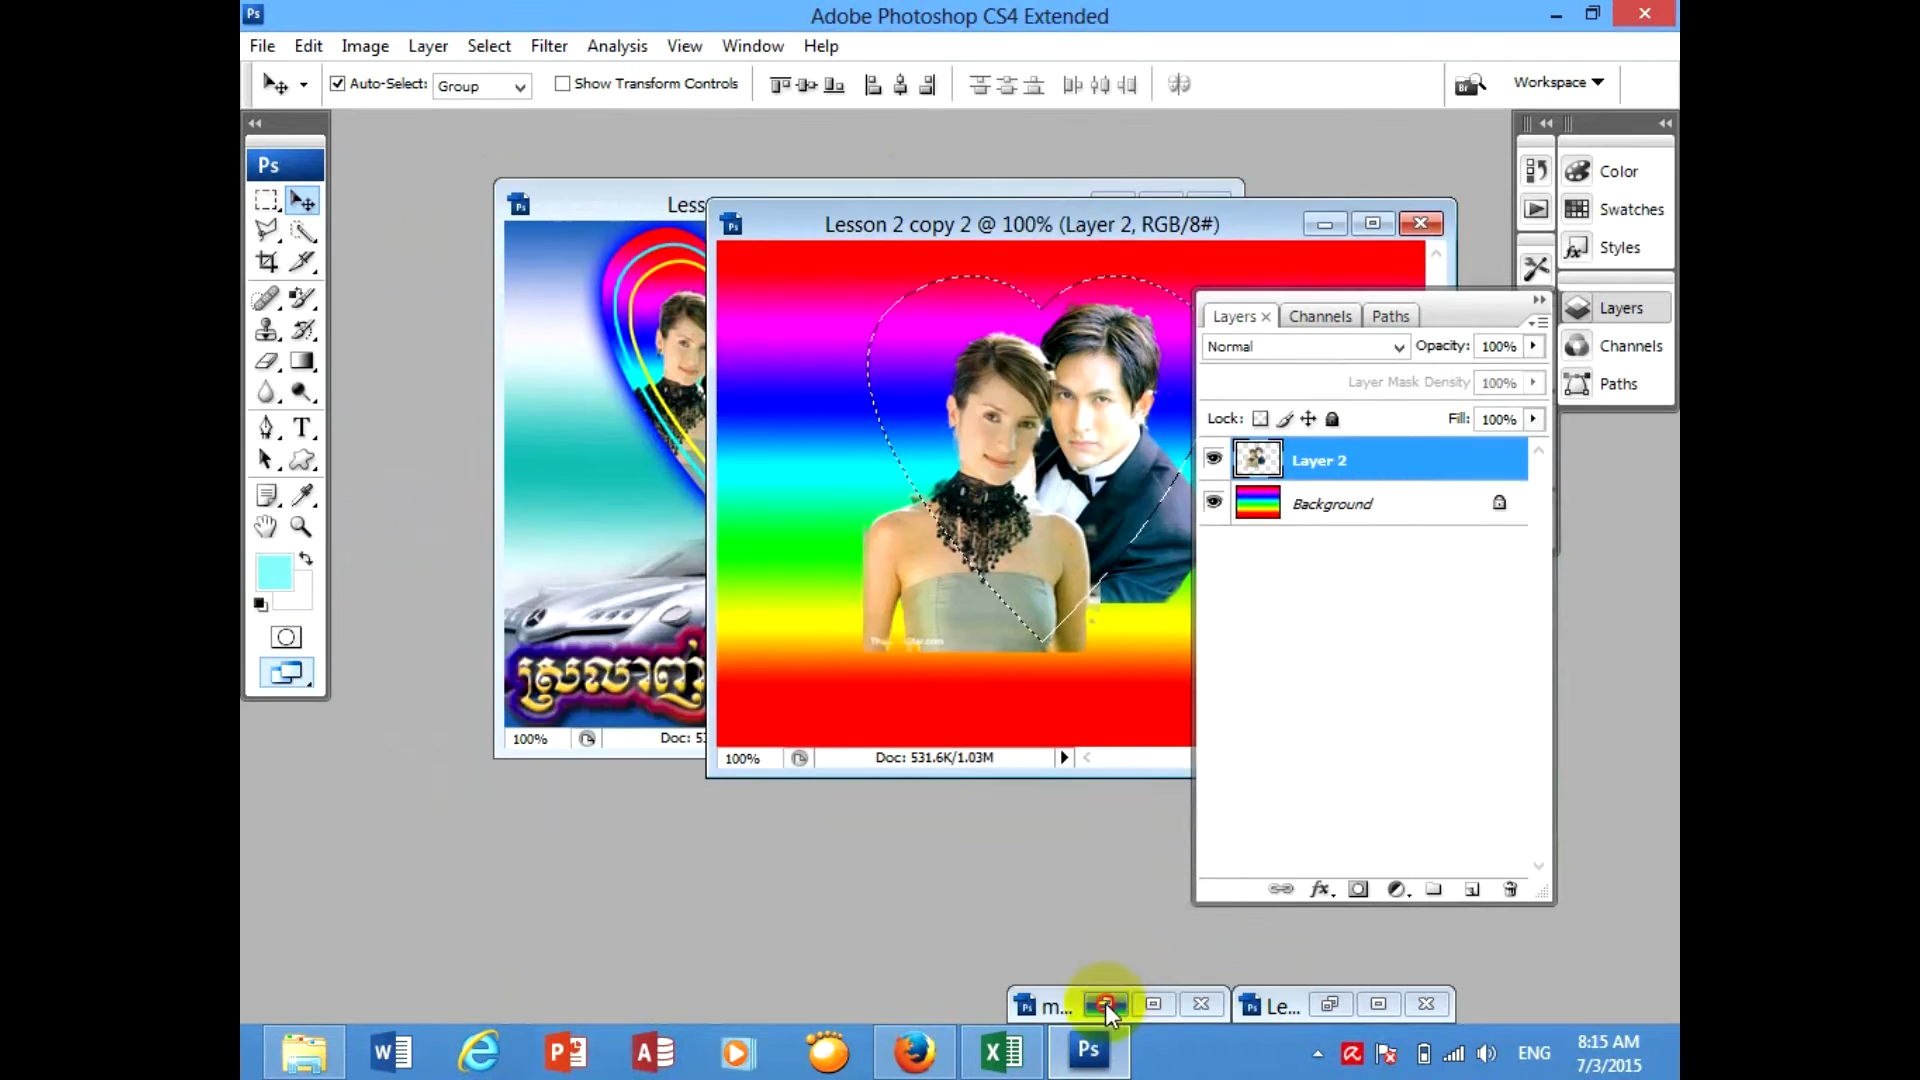 Ps
Adobe Photoshop CS4 Extended
File Edit Image Layer Select Filter Analysis View Window Help
Auto-Select: Group Show Transform Controls
Br Workspace
Ps
Color
Swatches
Styles
Layers
Channels
Paths
Less
Lesson 2 copy 2 @ 100% (Layer 2, RGB/8#)
Layers x Channels Paths
Normal Opacity: 100%
Layer Mask Density 100%
Lock: Fill: 100%
Layer 2
Background
ស្រលាញ់
100% Doc: 53
100% Doc: 531.6K/1.03M
m... Le...
ENG
8:15 AM
7/3/2015